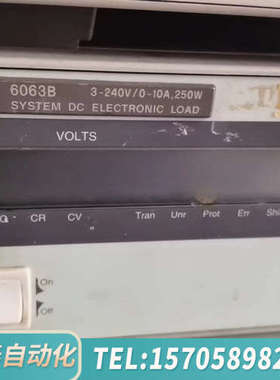 6063B 3-240V/0-10A,250W
SYSTEM DC ELECTRONIC LOAD
VOLTS
CR CV Tran Unr Prot Err
On
Off
自动化 TEL:157058982